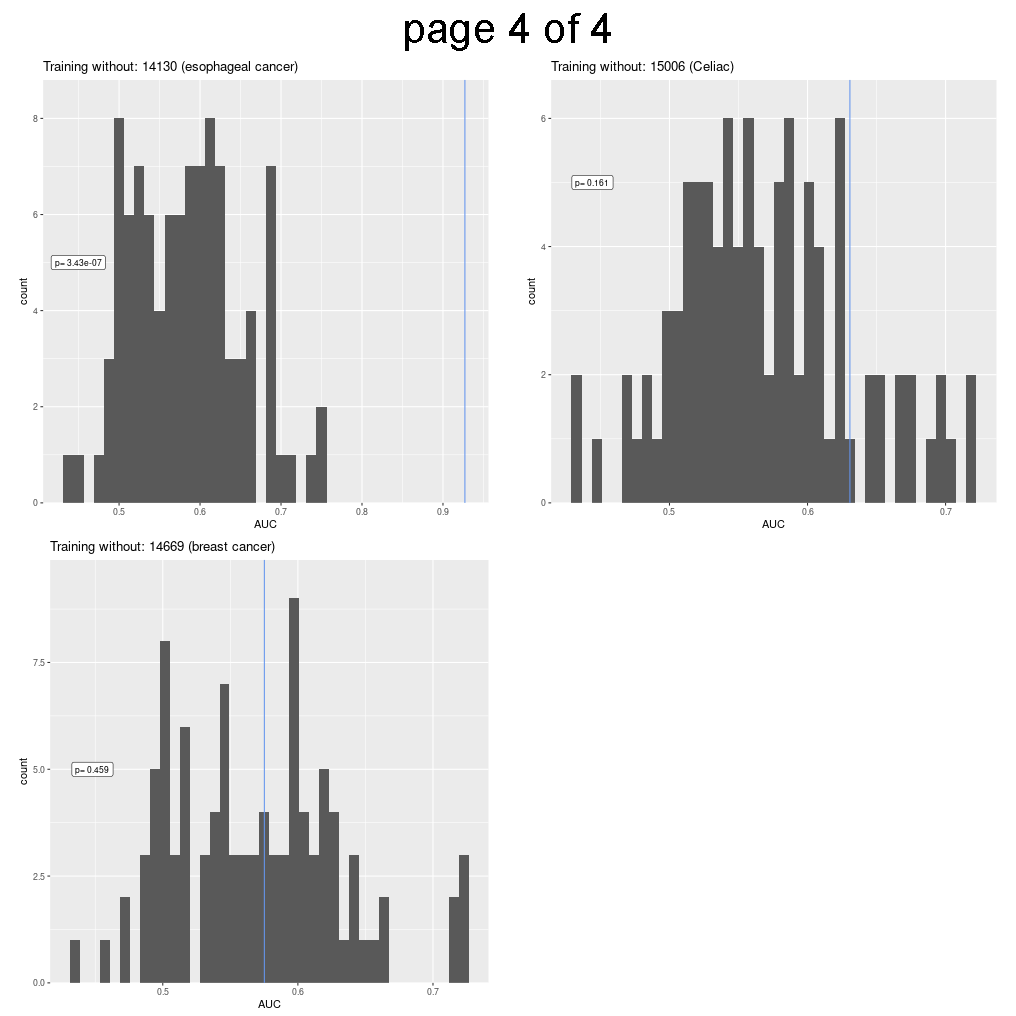 page 4 of 4
Training without: 14130 (esophageal cancer)
8
6
4
2
0
count
p= 3.43e-07
0.5 0.6 0.7 0.8 0.9
AUC
Training without: 15006 (Celiac)
6
4
2
0
count
p= 0.161
0.5 0.6 0.7
AUC
Training without: 14669 (breast cancer)
7.5
5.0
2.5
0.0
count
p= 0.459
0.5 0.6 0.7
AUC